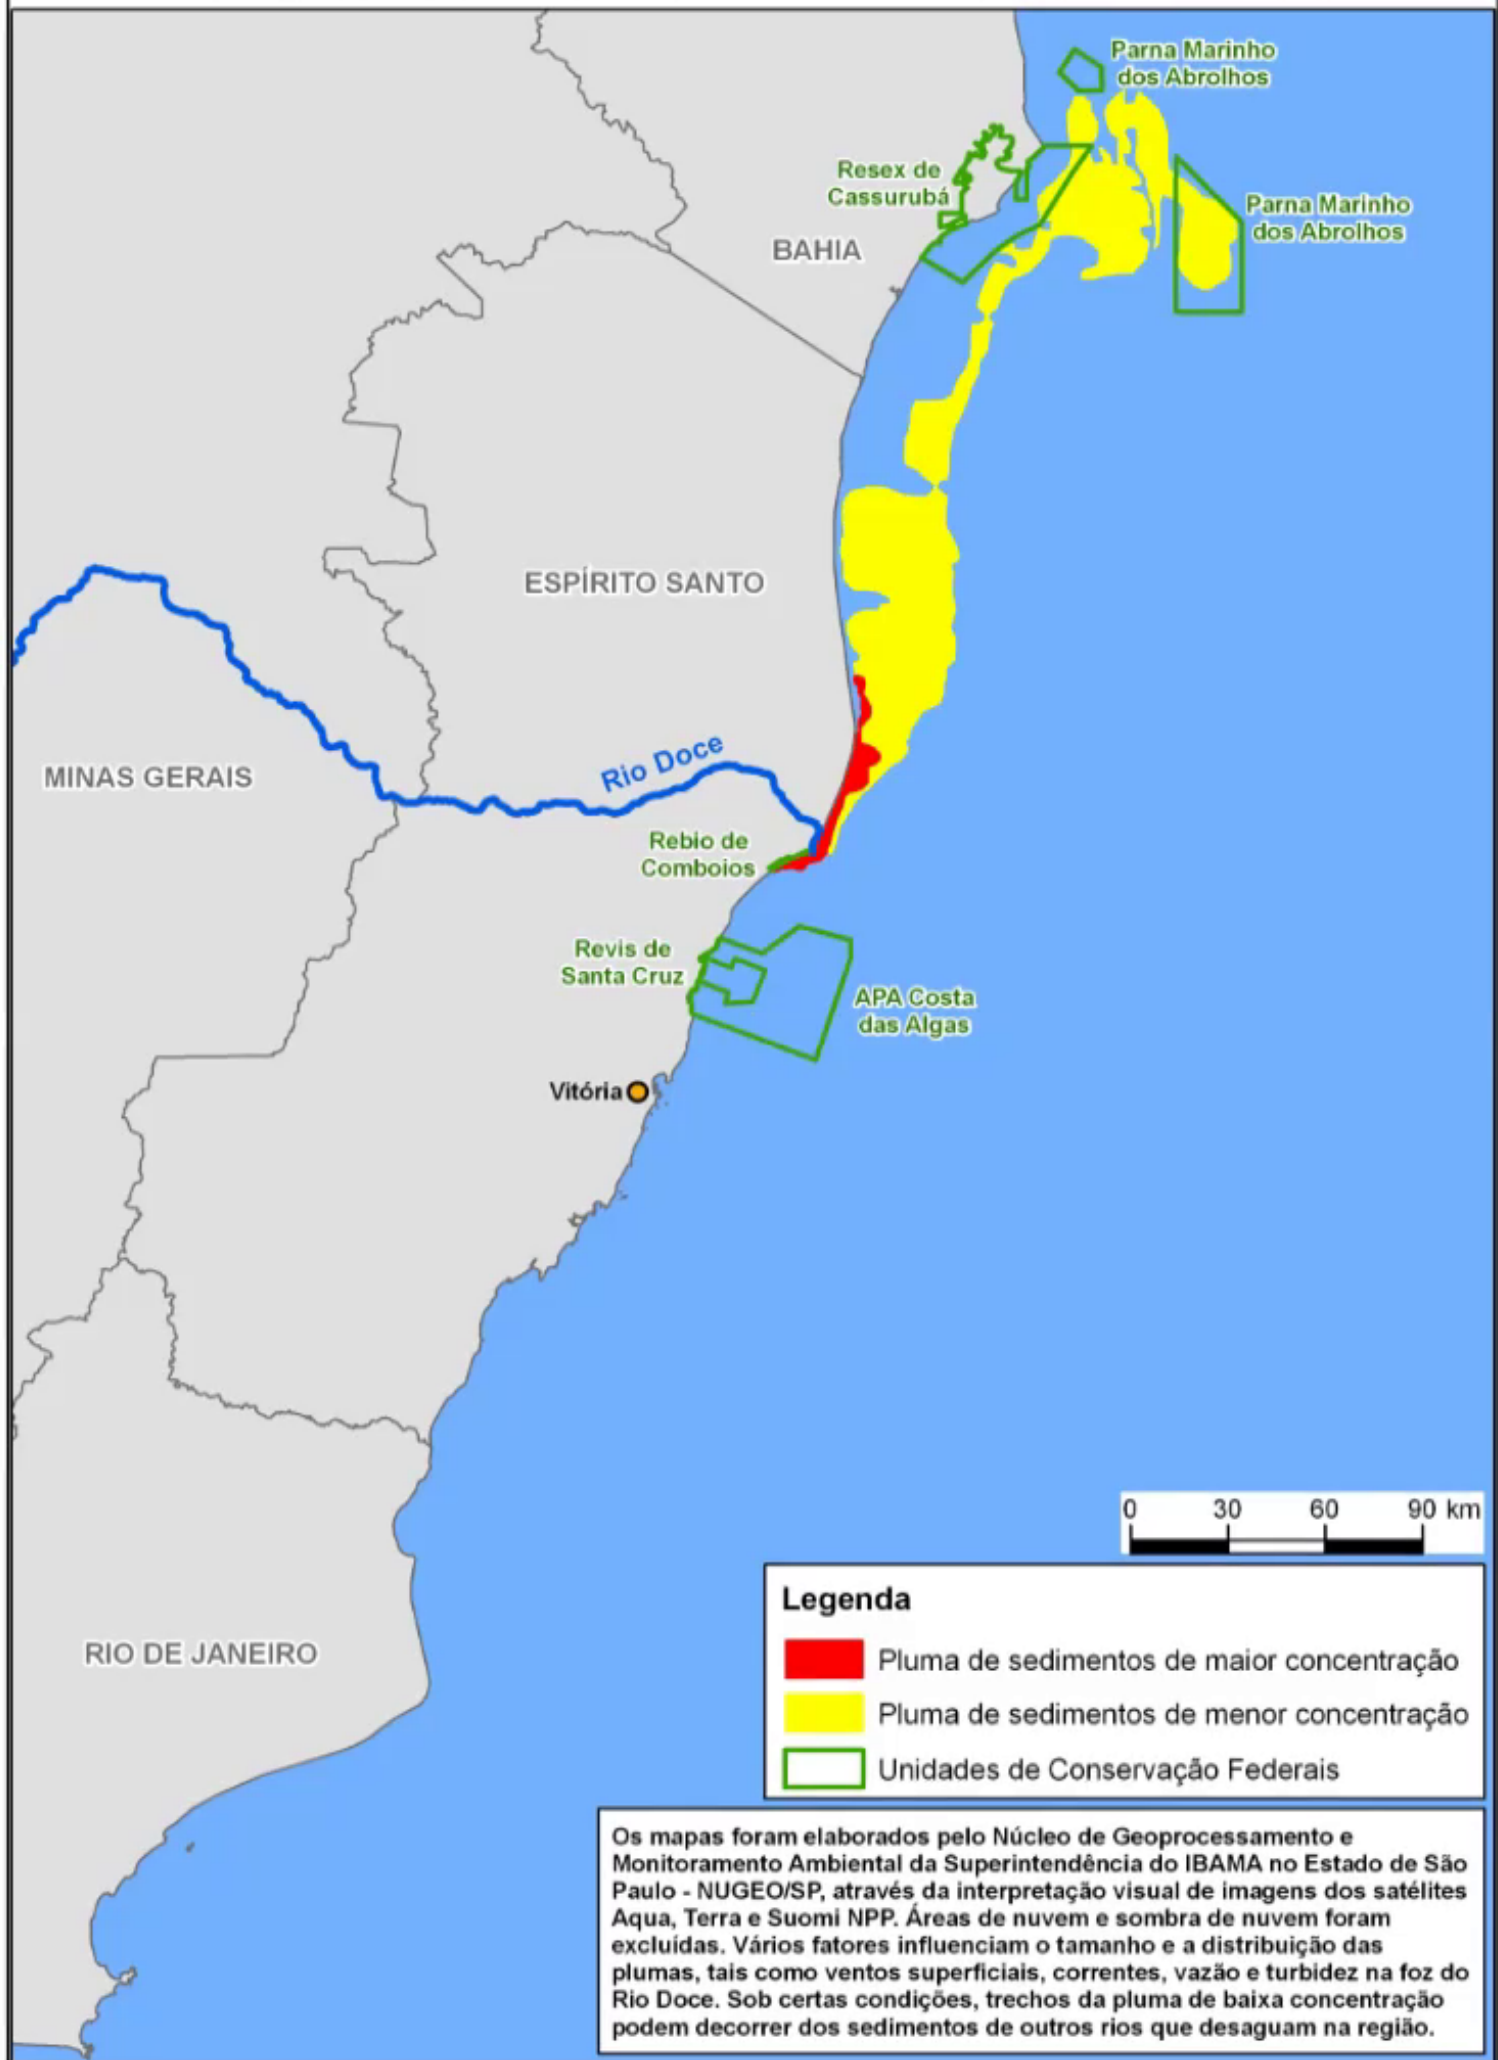 Parna Marinho
dos Abrolhos
Resex de
Cassurubá
Parna Marinho
dos Abrolhos
BAHIA
ESPÍRITO SANTO
Rio Doce
MINAS GERAIS
Rebio de
Comboios
Revis de
Santa Cruz
APA Costa
das Algas
Vitória
0 30 60 90 km
Legenda
RIO DE JANEIRO
Pluma de sedimentos de maior concentração
Pluma de sedimentos de menor concentração
Unidades de Conservação Federais
Os mapas foram elaborados pelo Núcleo de Geoprocessamento e
Monitoramento Ambiental da Superintendência do IBAMA no Estado de São
Paulo - NUGEO/SP, através da interpretação visual de imagens dos satélites
Aqua, Terra e Suomi NPP. Áreas de nuvem e sombra de nuvem foram
excluídas. Vários fatores influenciam o tamanho e a distribuição das
plumas, tais como ventos superficiais, correntes, vazão e turbidez na foz do
Rio Doce. Sob certas condições, trechos da pluma de baixa concentração
podem decorrer dos sedimentos de outros rios que desaguam na região.